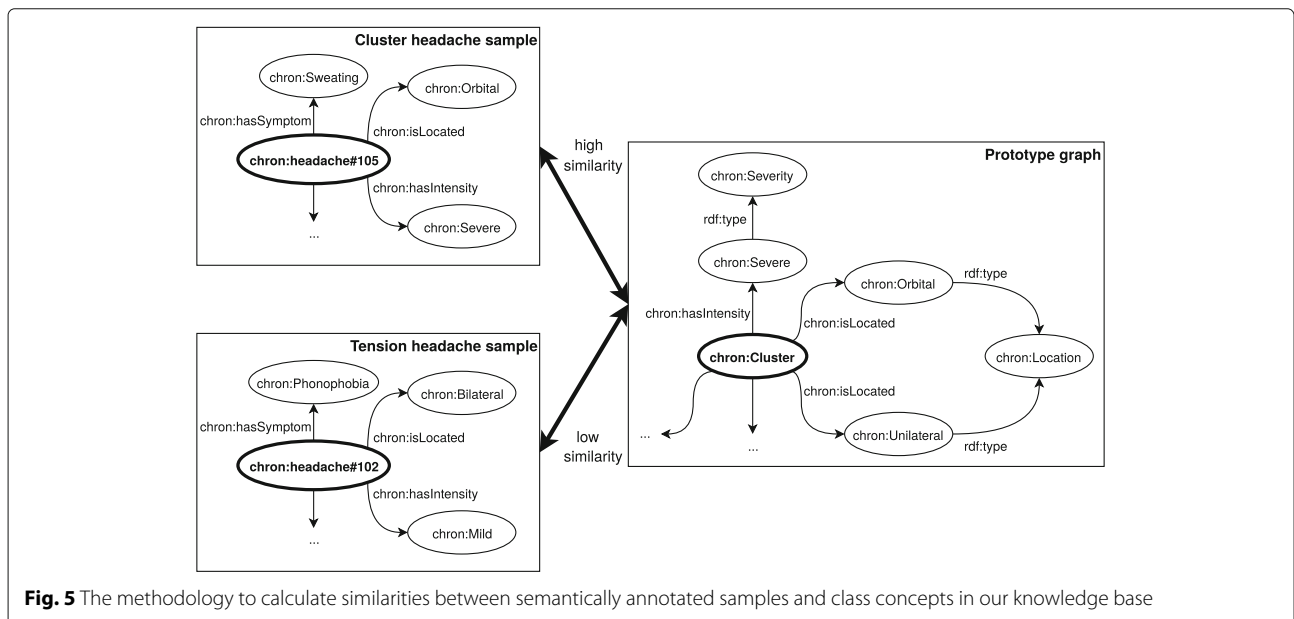 Cluster headache sample
chron:Sweating
chron:Orbital
chron:hasSymptom
chron:isLocated
chron:headache#105
chron:hasIntensity
chron:Severe
...
high
similarity
Tension headache sample
chron:Phonophobia
chron:Bilateral
chron:hasSymptom
chron:isLocated
chron:headache#102
chron:hasIntensity
chron:Mild
...
low
similarity
Prototype graph
chron:Severity
rdf:type
chron:Severe
chron:Orbital
rdf:type
chron:hasIntensity
chron:isLocated
chron:Cluster
chron:Location
chron:isLocated
...
...
chron:Unilateral
rdf:type
Fig. 5 The methodology to calculate similarities between semantically annotated samples and class concepts in our knowledge base